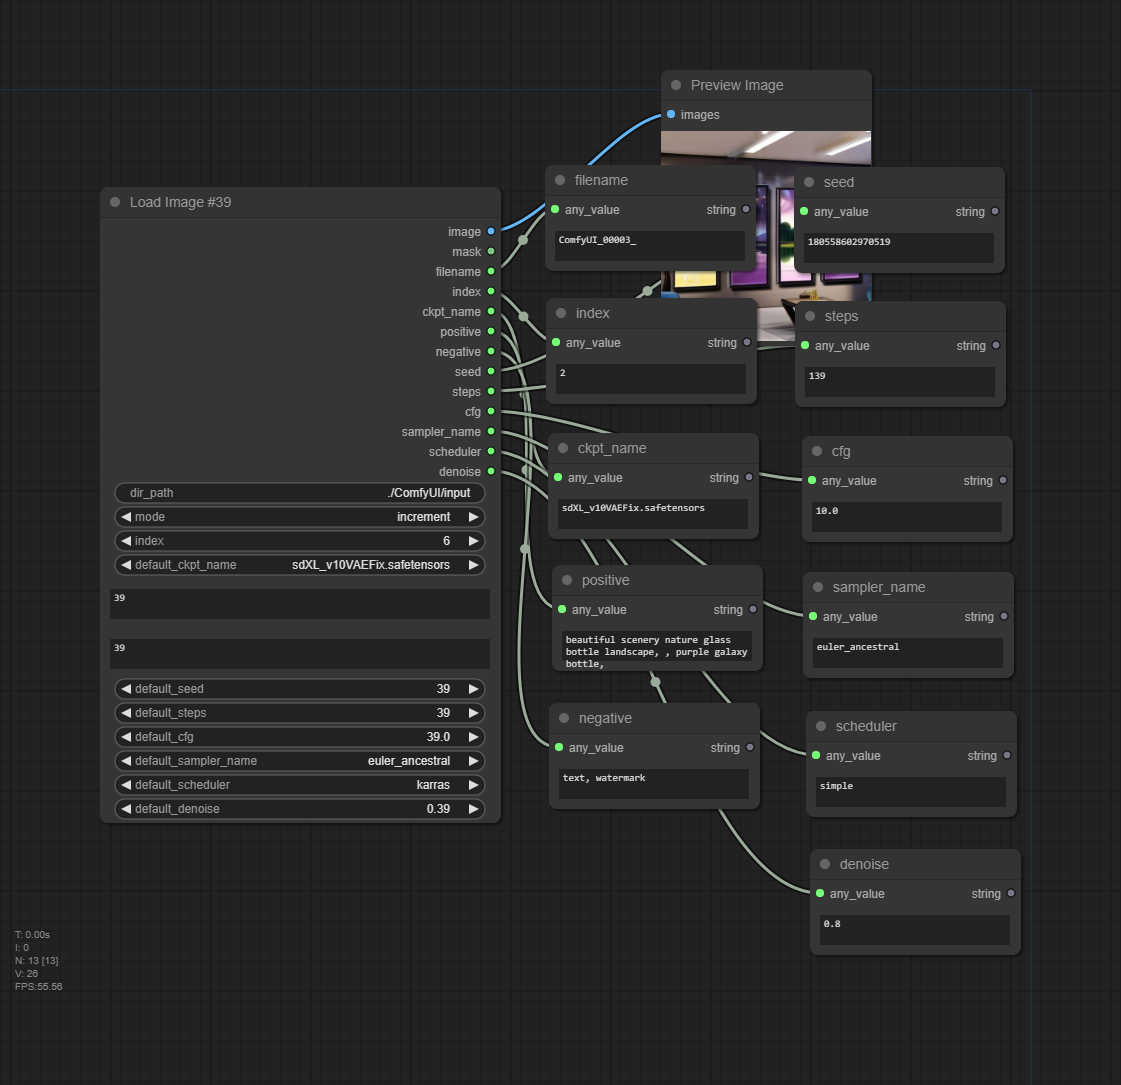 Preview Image
images
filename
any_value string
ComfyUI_00003_
seed
any_value string
180558602970519
Load Image #39
image
mask
filename
index
ckpt_name
positive
negative
seed
steps
cfg
sampler_name
scheduler
denoise
dir_path ./ComfyUI/input
mode increment
index 6
default_ckpt_name sdXL_v10VAEFix.safetensors
39
39
default_seed 39
default_steps 39
default_cfg 39.0
default_sampler_name euler_ancestral
default_scheduler karras
default_denoise 0.39
index
any_value string
2
steps
any_value string
139
ckpt_name
any_value string
sdXL_v10VAEFix.safetensors
cfg
any_value string
10.0
positive
any_value string
beautiful scenery nature glass
bottle landscape, , purple galaxy
bottle,
sampler_name
any_value string
euler_ancestral
negative
any_value string
text, watermark
scheduler
any_value string
simple
denoise
any_value string
0.8
T: 0.00s
I: 0
N: 13 [13]
V: 26
FPS:55.56